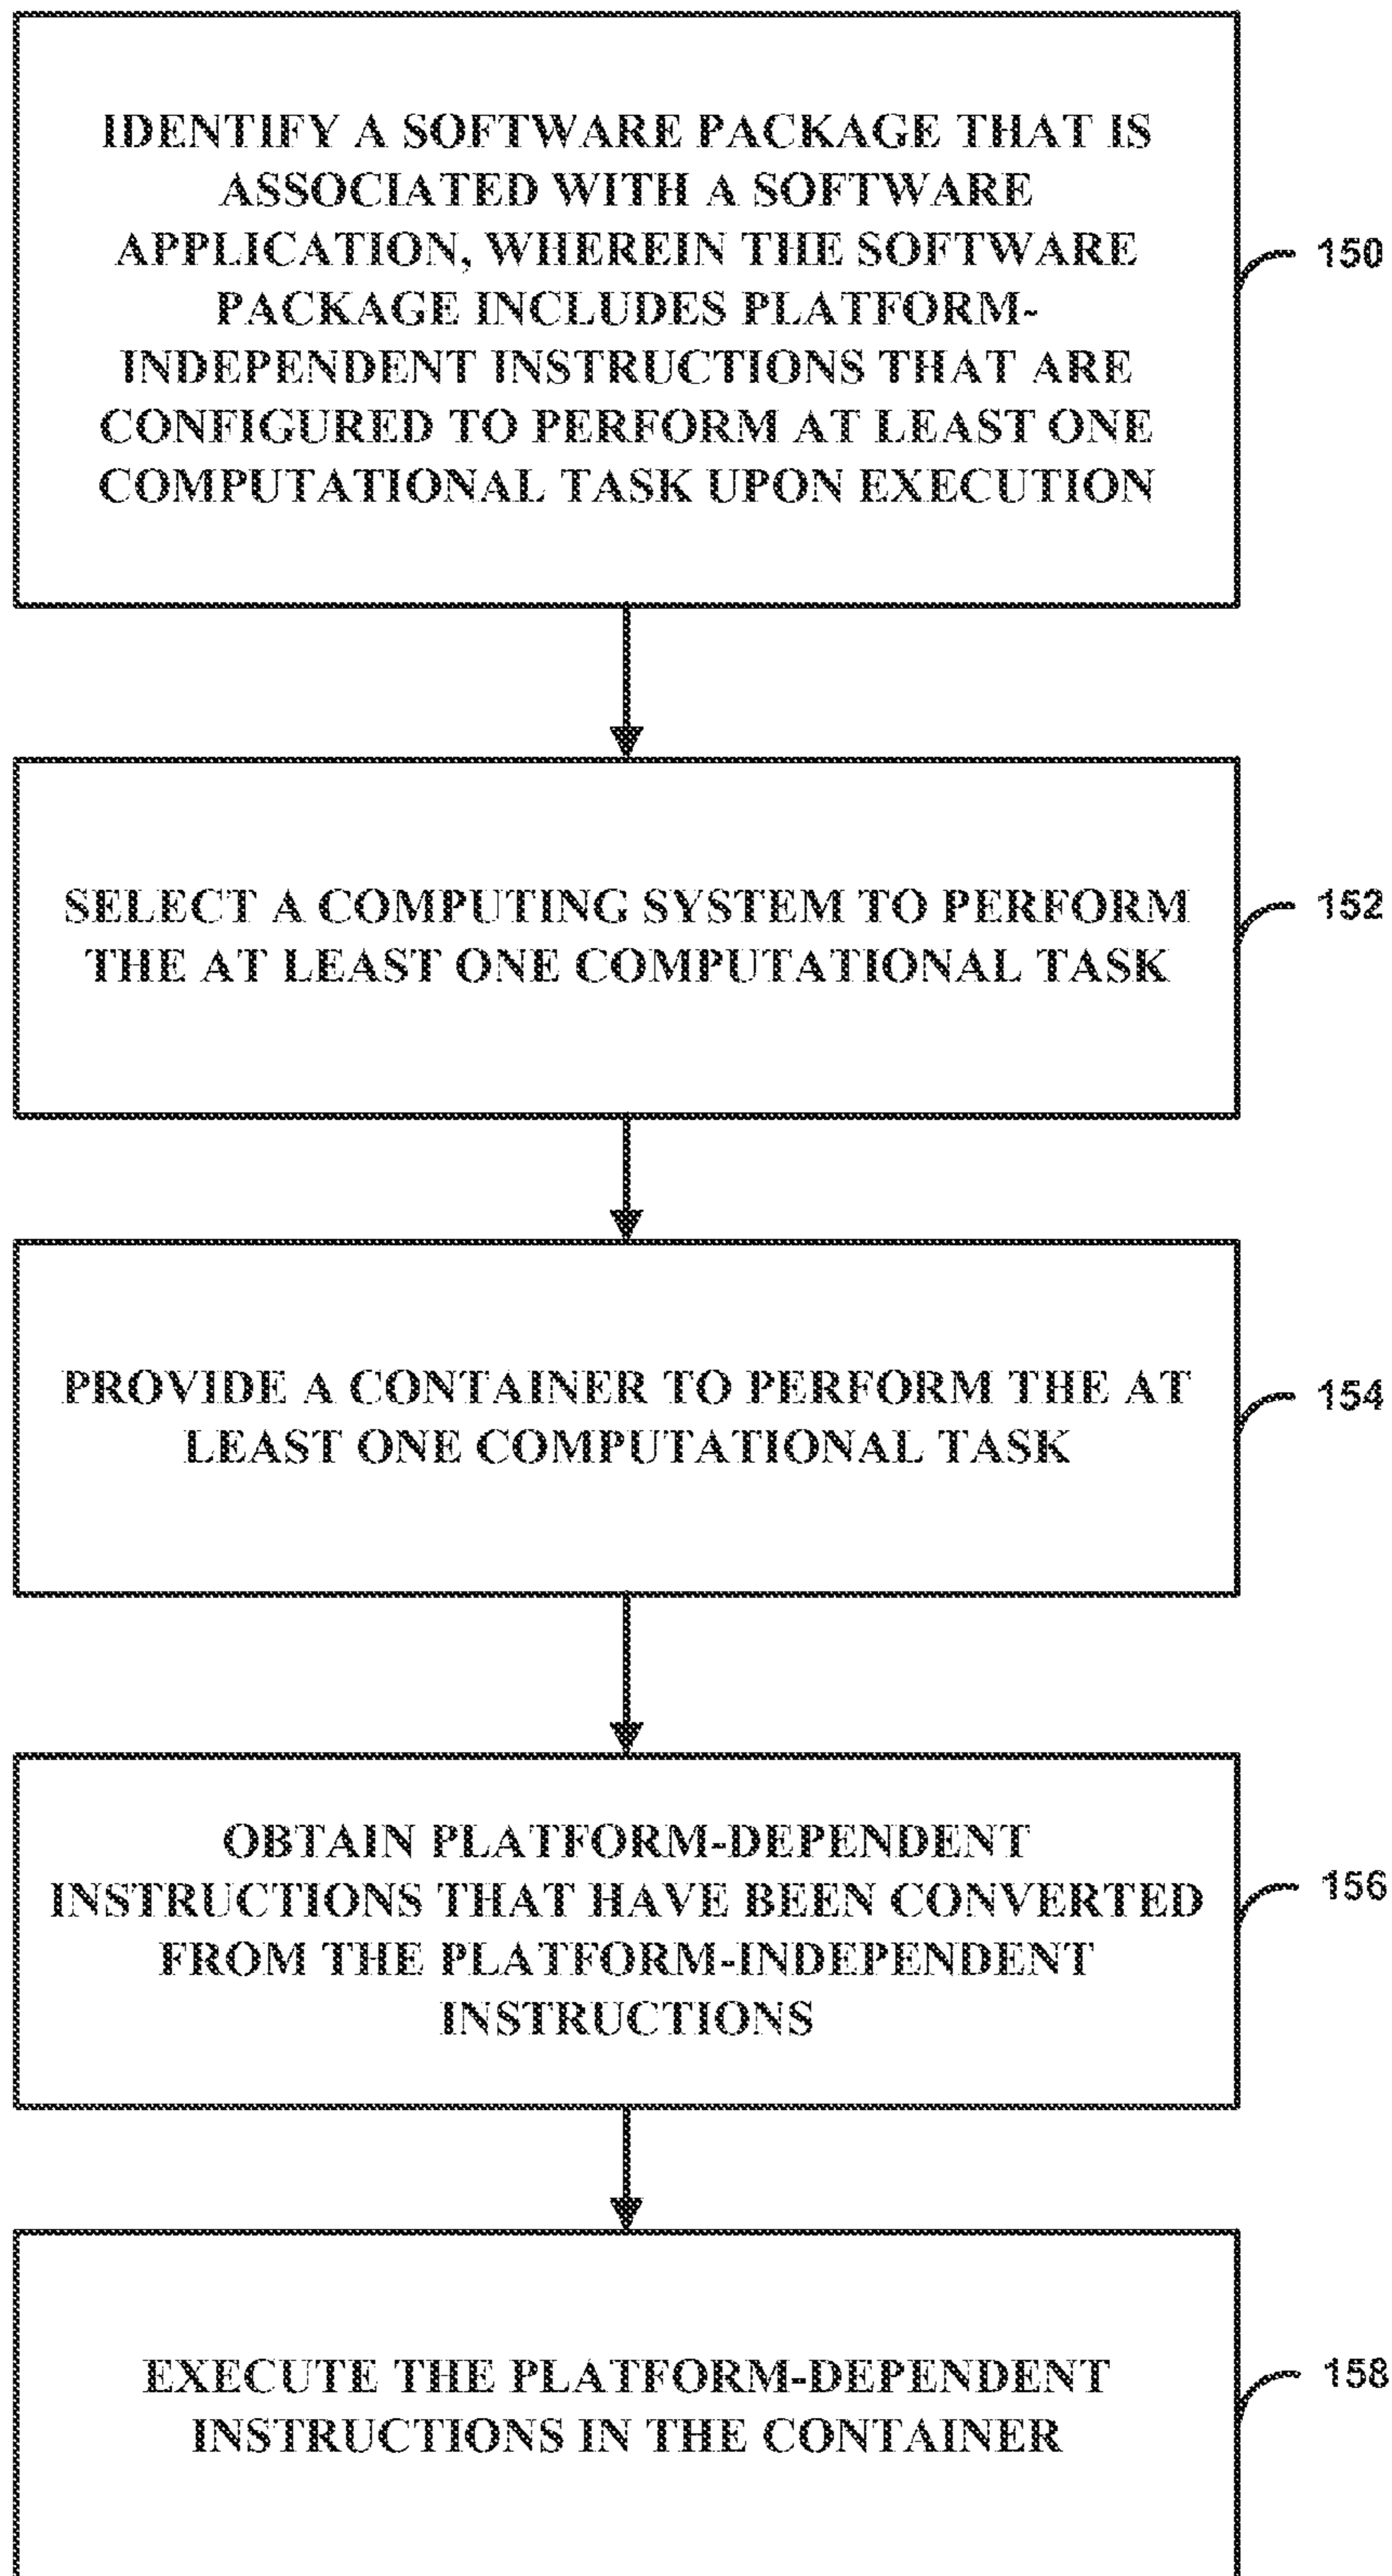 IDENTIFY A SOFTWARE PACKAGE THAT IS
ASSOCIATED WITH A SOFTWARE
APPLICATION, WHEREIN THE SOFTWARE
PACKAGE INCLUDES PLATFORM-
INDEPENDENT INSTRUCTIONS THAT ARE
CONFIGURED TO PERFORM AT LEAST ONE
COMPUTATIONAL TASK UPON EXECUTION
150
SELECT A COMPUTING SYSTEM TO PERFORM
THE AT LEAST ONE COMPUTATIONAL TASK
152
PROVIDE A CONTAINER TO PERFORM THE AT
LEAST ONE COMPUTATIONAL TASK
154
OBTAIN PLATFORM-DEPENDENT
INSTRUCTIONS THAT HAVE BEEN CONVERTED
FROM THE PLATFORM-INDEPENDENT
INSTRUCTIONS
156
EXECUTE THE PLATFORM-DEPENDENT
INSTRUCTIONS IN THE CONTAINER
158